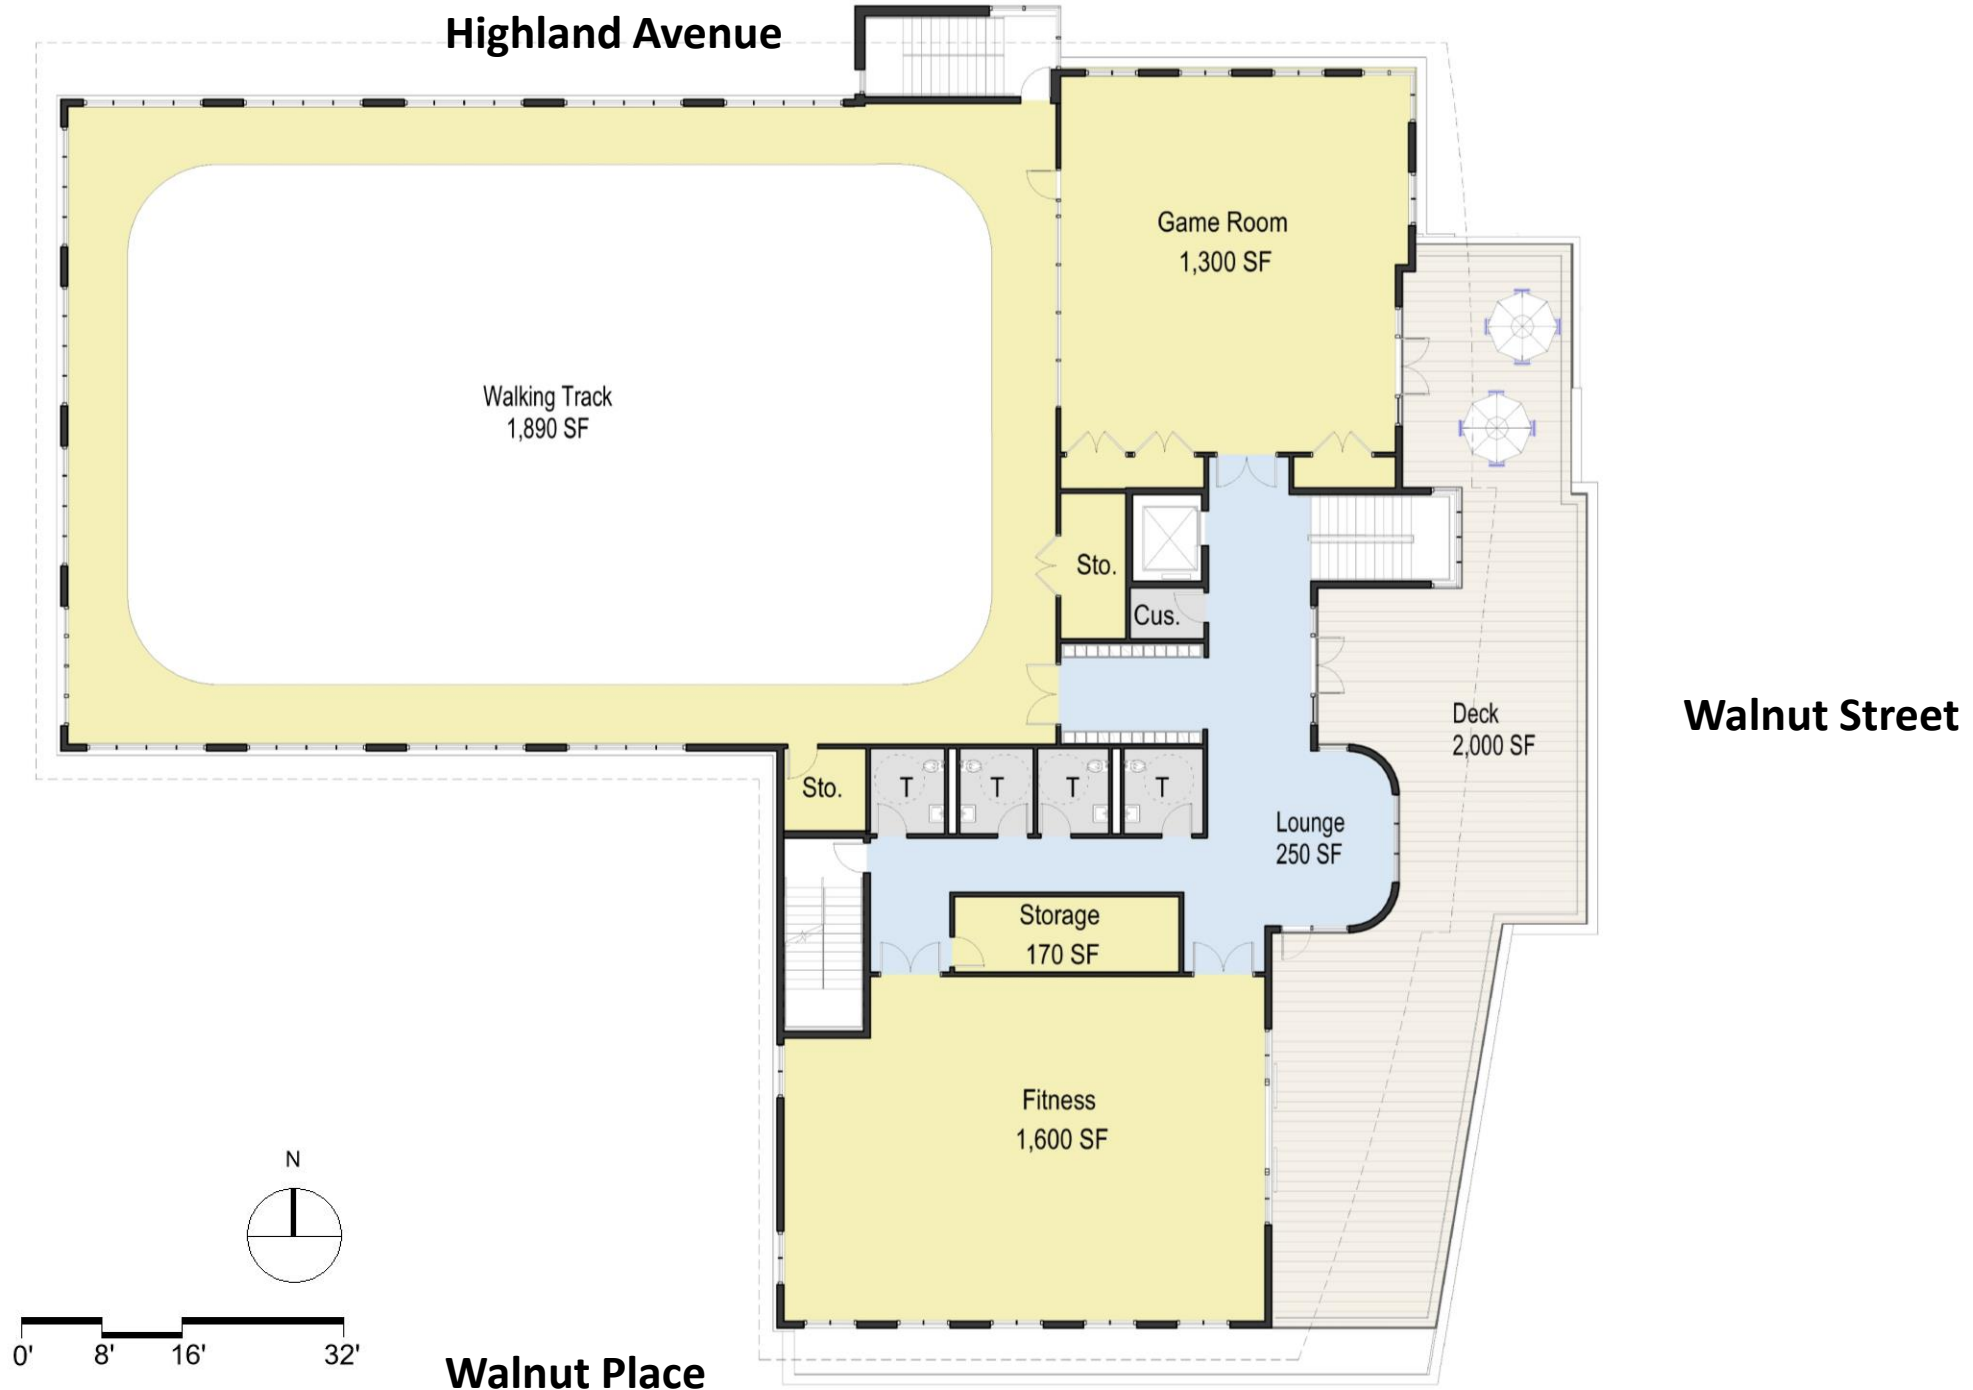 Highland Avenue
Game Room
1,300 SF
Walking Track
1,890 SF
Sto.
Cus.
Deck
2,000 SF
Walnut Street
Sto.
T
T
T
T
Lounge
250 SF
Storage
170 SF
Fitness
1,600 SF
N
0'
8'
16'
32'
Walnut Place